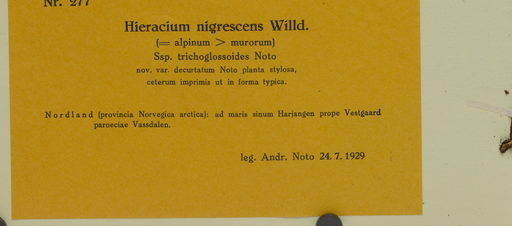 Nr. 277
Hieracium nigrescens Willd.
(= alpinum > murorum)
Ssp. trichoglossoides Noto
nov. var. decurtatum Noto planta stylosa,
ceterum imprimis ut in forma typica.
Nordland (provincia Norvegica arctica): ad maris sinum Harjangen prope Vestgaard
paroeciae Vassdalen.
leg. Andr. Noto 24. 7. 1929